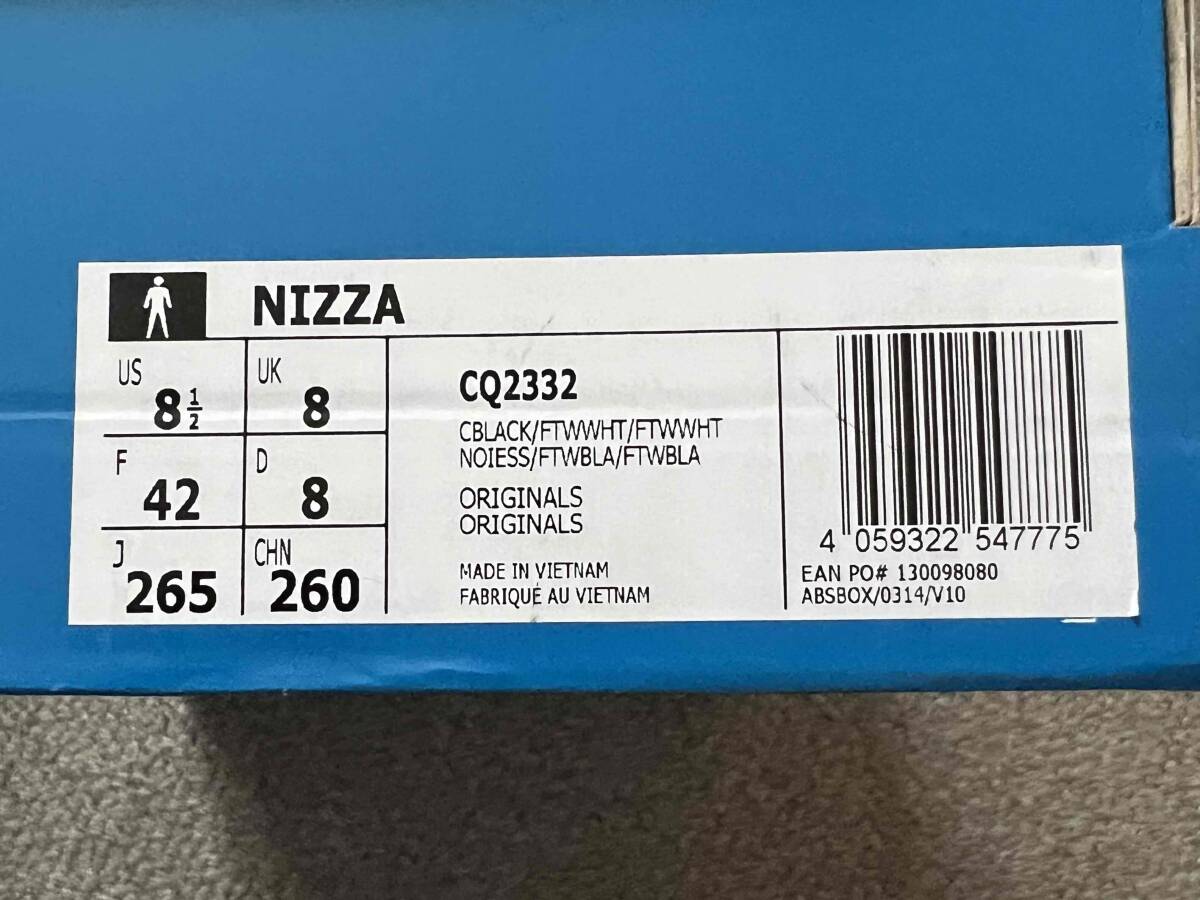 NIZZA
US 8 1/2
UK 8
F 42
D 8
J 265
CHN 260
CQ2332
CBLACK/FTWWHT/FTWWHT
NOIESS/FTWBLA/FTWBLA
ORIGINALS
ORIGINALS
MADE IN VIETNAM
FABRIQUÉ AU VIETNAM
4 059322 547775
EAN PO# 130098080
ABSBOX/0314/V10